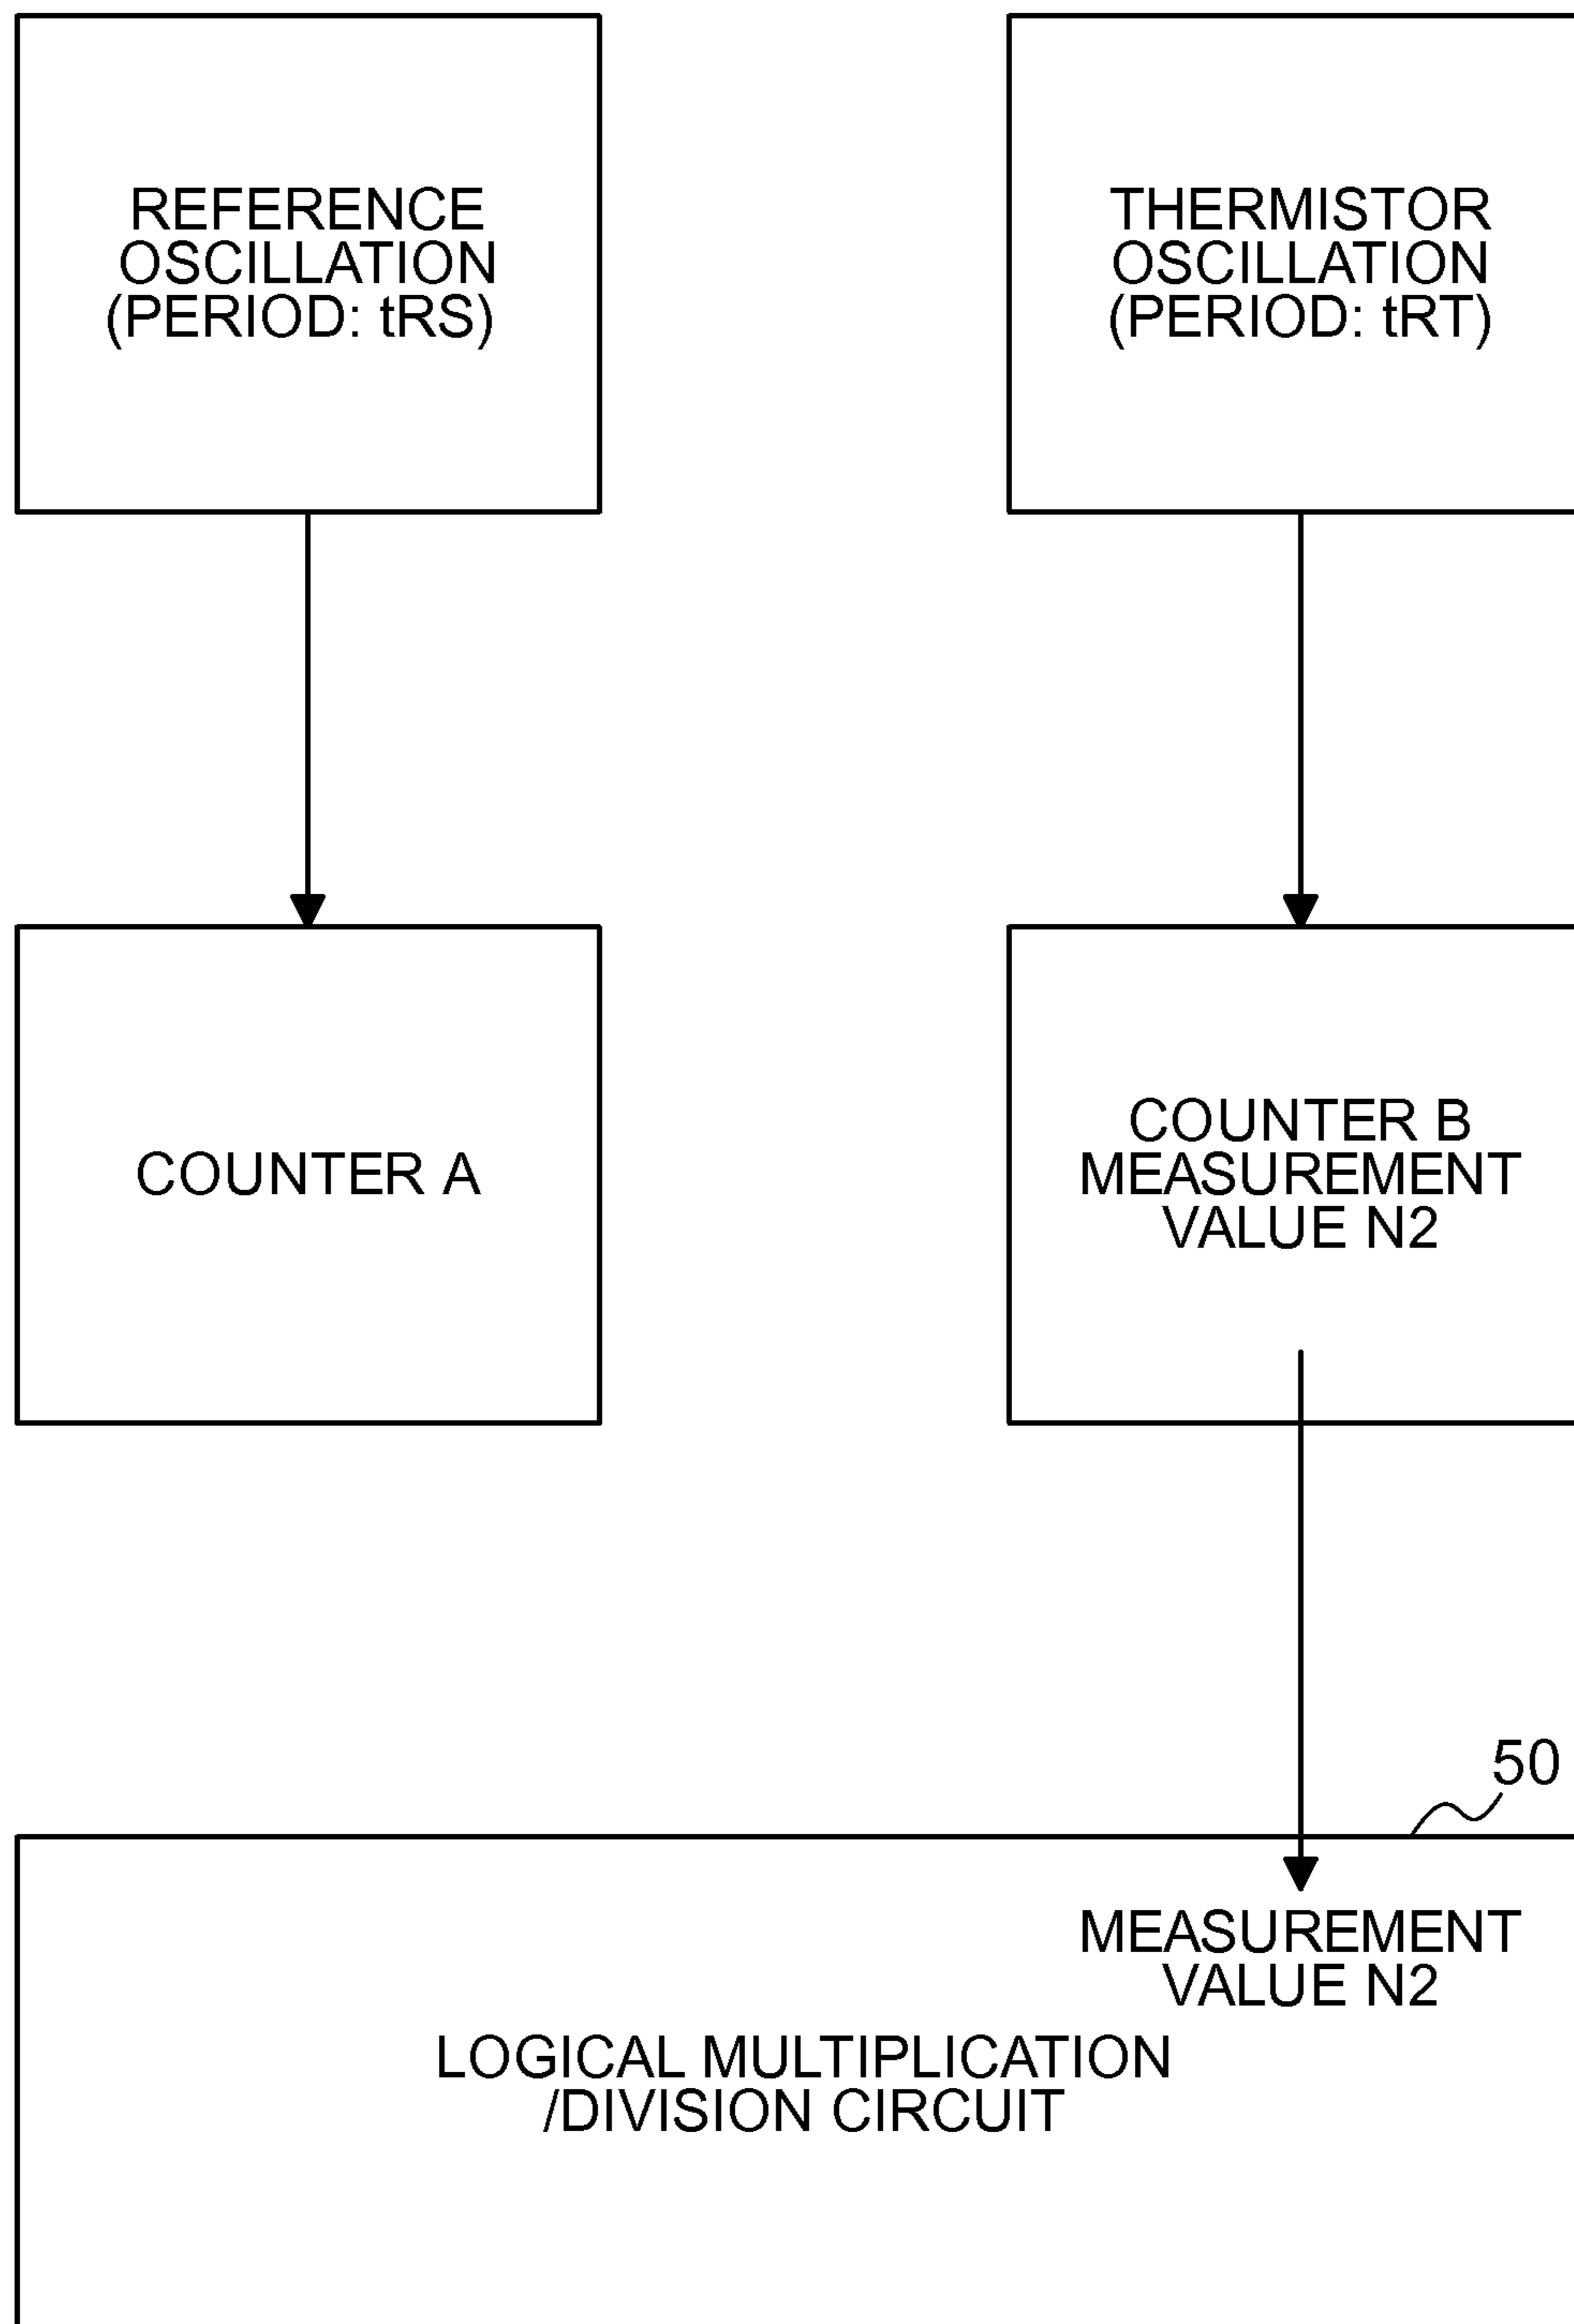 REFERENCE
OSCILLATION
(PERIOD: tRS)
THERMISTOR
OSCILLATION
(PERIOD: tRT)
COUNTER A
COUNTER B
MEASUREMENT
VALUE N2
50
MEASUREMENT
VALUE N2
LOGICAL MULTIPLICATION
/DIVISION CIRCUIT